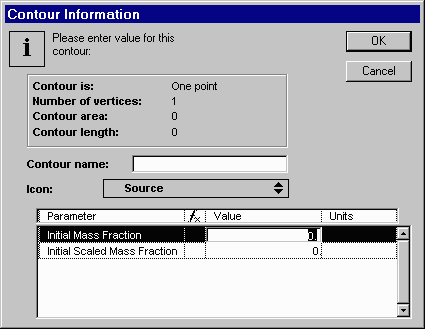 Contour Information
Please enter value for this
contour:
OK
Cancel
Contour is: One point
Number of vertices: 1
Contour area: 0
Contour length: 0
Contour name:
Icon: Source
Parameter fx Value Units
Initial Mass Fraction 0.
Initial Scaled Mass Fraction 0.